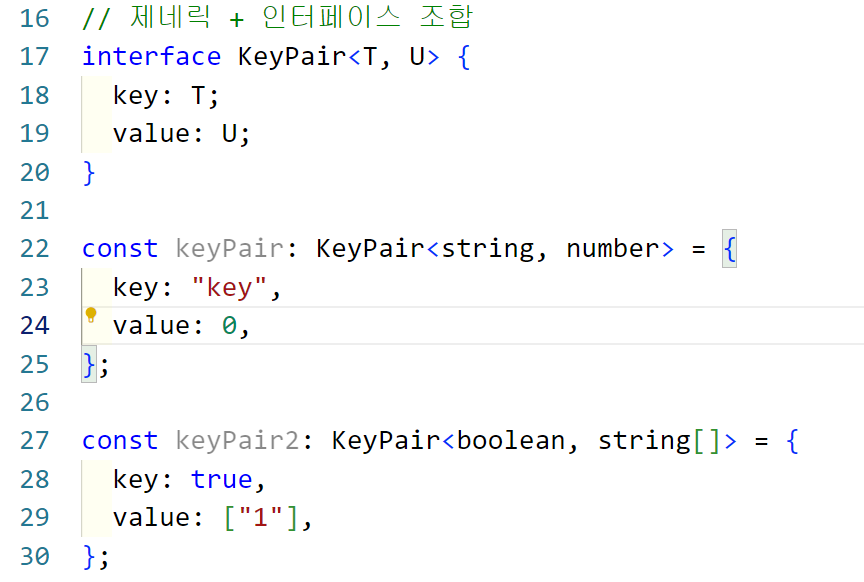 16 // 제네릭 + 인터페이스 조합
17 interface KeyPair<T, U> {
18   key: T;
19   value: U;
20 }
21
22 const keyPair: KeyPair<string, number> = {
23   key: "key",
24   value: 0,
25 };
26
27 const keyPair2: KeyPair<boolean, string[]> = {
28   key: true,
29   value: ["1"],
30 };